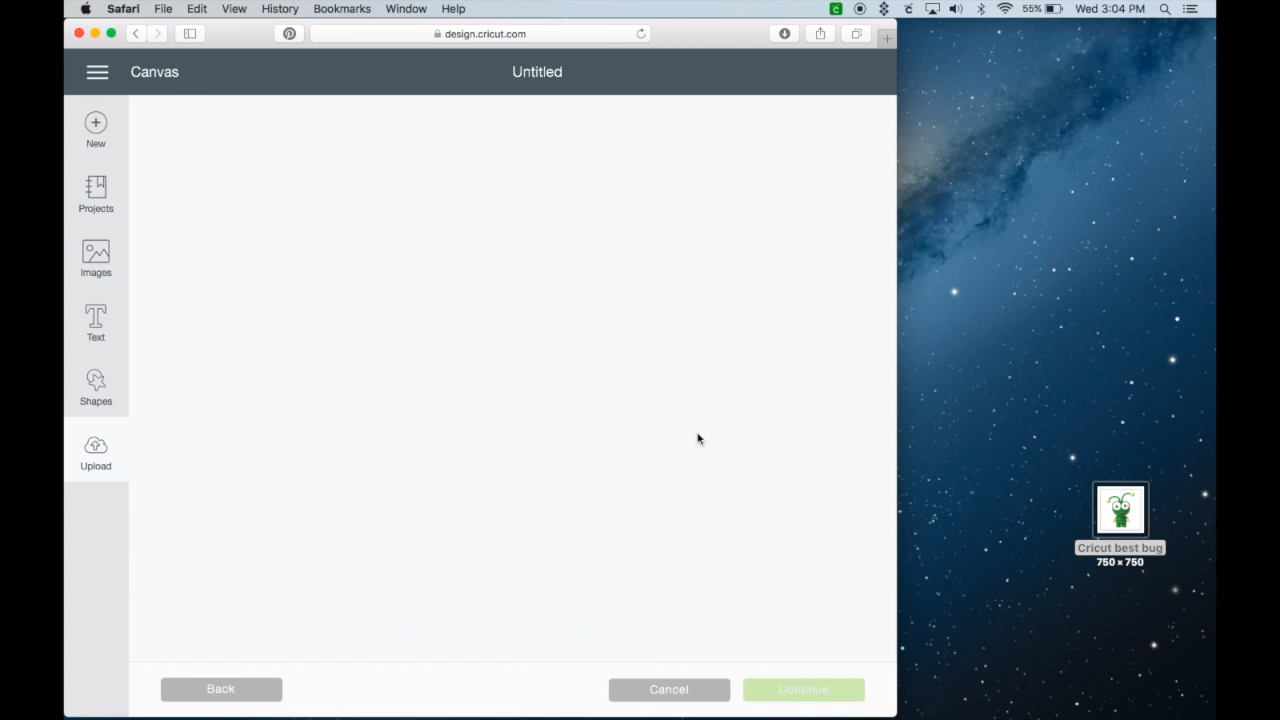 Safari File Edit View History Bookmarks Window Help
55% Wed 3:04 PM
design.cricut.com
Canvas
Untitled
New
Projects
Images
Text
Shapes
Upload
Cricut best bug
750 × 750
Back
Cancel
Continue